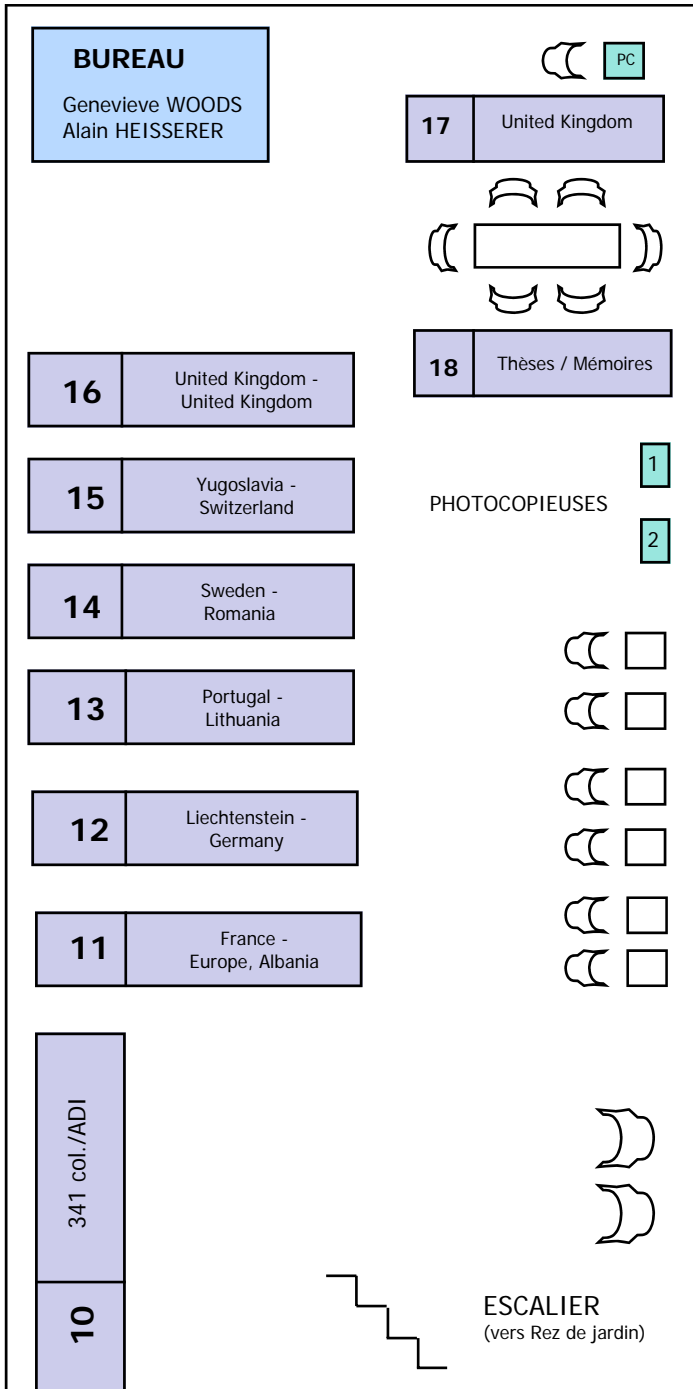 BUREAU
Genevieve WOODS
Alain HEISSERER
PC
17
United Kingdom
18
Thèses / Mémoires
16
United Kingdom -
United Kingdom
15
Yugoslavia -
Switzerland
PHOTOCOPIEUSES
1
2
14
Sweden -
Romania
13
Portugal -
Lithuania
12
Liechtenstein -
Germany
11
France -
Europe, Albania
341 col./ADI
10
ESCALIER
(vers Rez de jardin)